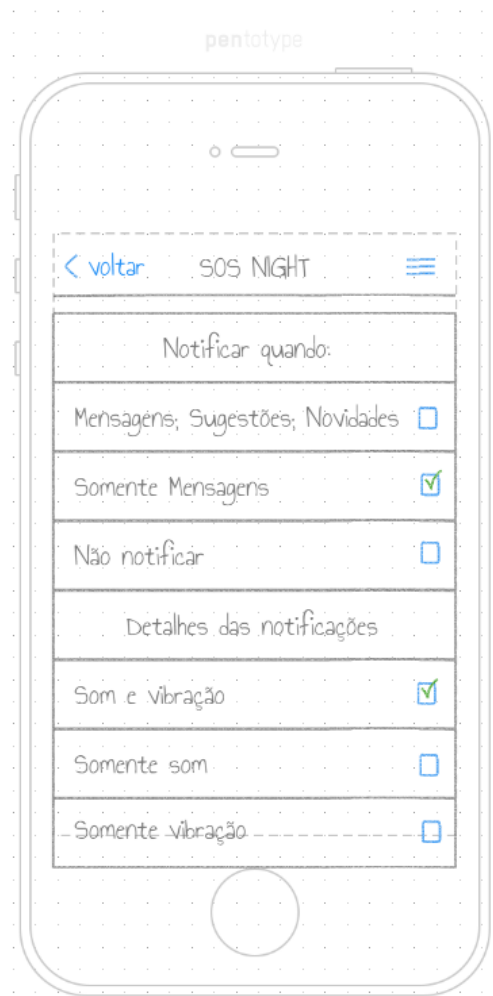 pentotype
< voltar SOS NIGHT
Notificar quando:
Mensagens; Sugestões; Novidades
Somente Mensagens
Não notificar
Detalhes das notificações
Som e vibração
Somente som
Somente vibração